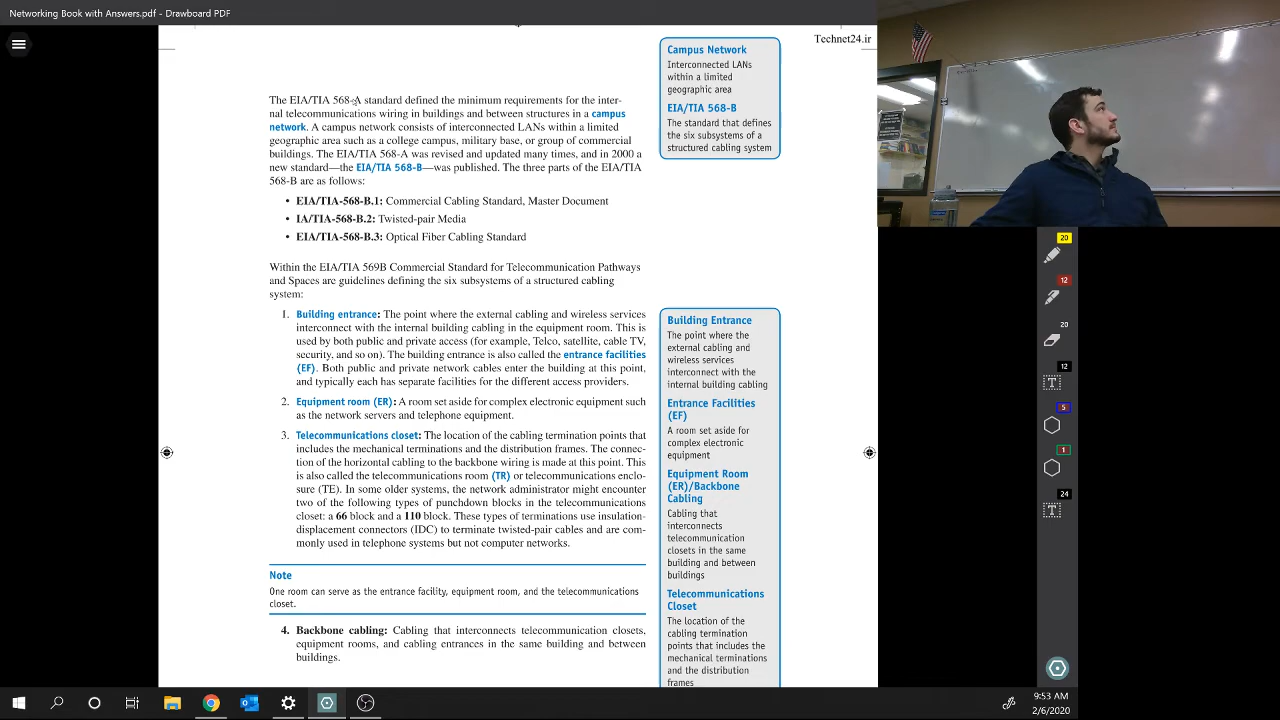 Networking Book with Answers.pdf - Drawboard PDF
Technet24.ir
The EIA/TIA 568-A standard defined the minimum requirements for the inter-
nal telecommunications wiring in buildings and between structures in a campus
network. A campus network consists of interconnected LANs within a limited
geographic area such as a college campus, military base, or group of commercial
buildings. The EIA/TIA 568-A was revised and updated many times, and in 2000 a
new standard—the EIA/TIA 568-B—was published. The three parts of the EIA/TIA
568-B are as follows:
• EIA/TIA-568-B.1: Commercial Cabling Standard, Master Document
• IA/TIA-568-B.2: Twisted-pair Media
• EIA/TIA-568-B.3: Optical Fiber Cabling Standard
Within the EIA/TIA 569B Commercial Standard for Telecommunication Pathways
and Spaces are guidelines defining the six subsystems of a structured cabling
system:
1. Building entrance: The point where the external cabling and wireless services
interconnect with the internal building cabling in the equipment room. This is
used by both public and private access (for example, Telco, satellite, cable TV,
security, and so on). The building entrance is also called the entrance facilities
(EF). Both public and private network cables enter the building at this point,
and typically each has separate facilities for the different access providers.
2. Equipment room (ER): A room set aside for complex electronic equipment such
as the network servers and telephone equipment.
3. Telecommunications closet: The location of the cabling termination points that
includes the mechanical terminations and the distribution frames. The connec-
tion of the horizontal cabling to the backbone wiring is made at this point. This
is also called the telecommunications room (TR) or telecommunications enclo-
sure (TE). In some older systems, the network administrator might encounter
two of the following types of punchdown blocks in the telecommunications
closet: a 66 block and a 110 block. These types of terminations use insulation-
displacement connectors (IDC) to terminate twisted-pair cables and are com-
monly used in telephone systems but not computer networks.
Note
One room can serve as the entrance facility, equipment room, and the telecommunications
closet.
4. Backbone cabling: Cabling that interconnects telecommunication closets,
equipment rooms, and cabling entrances in the same building and between
buildings.
Campus Network
Interconnected LANs
within a limited
geographic area
EIA/TIA 568-B
The standard that defines
the six subsystems of a
structured cabling system
Building Entrance
The point where the
external cabling and
wireless services
interconnect with the
internal building cabling
Entrance Facilities
(EF)
A room set aside for
complex electronic
equipment
Equipment Room
(ER)/Backbone
Cabling
Cabling that
interconnects
telecommunication
closets in the same
building and between
buildings
Telecommunications
Closet
The location of the
cabling termination
points that includes the
mechanical terminations
and the distribution
frames
20
12
20
12
T
5
1
24
T
9:53 AM
2/6/2020